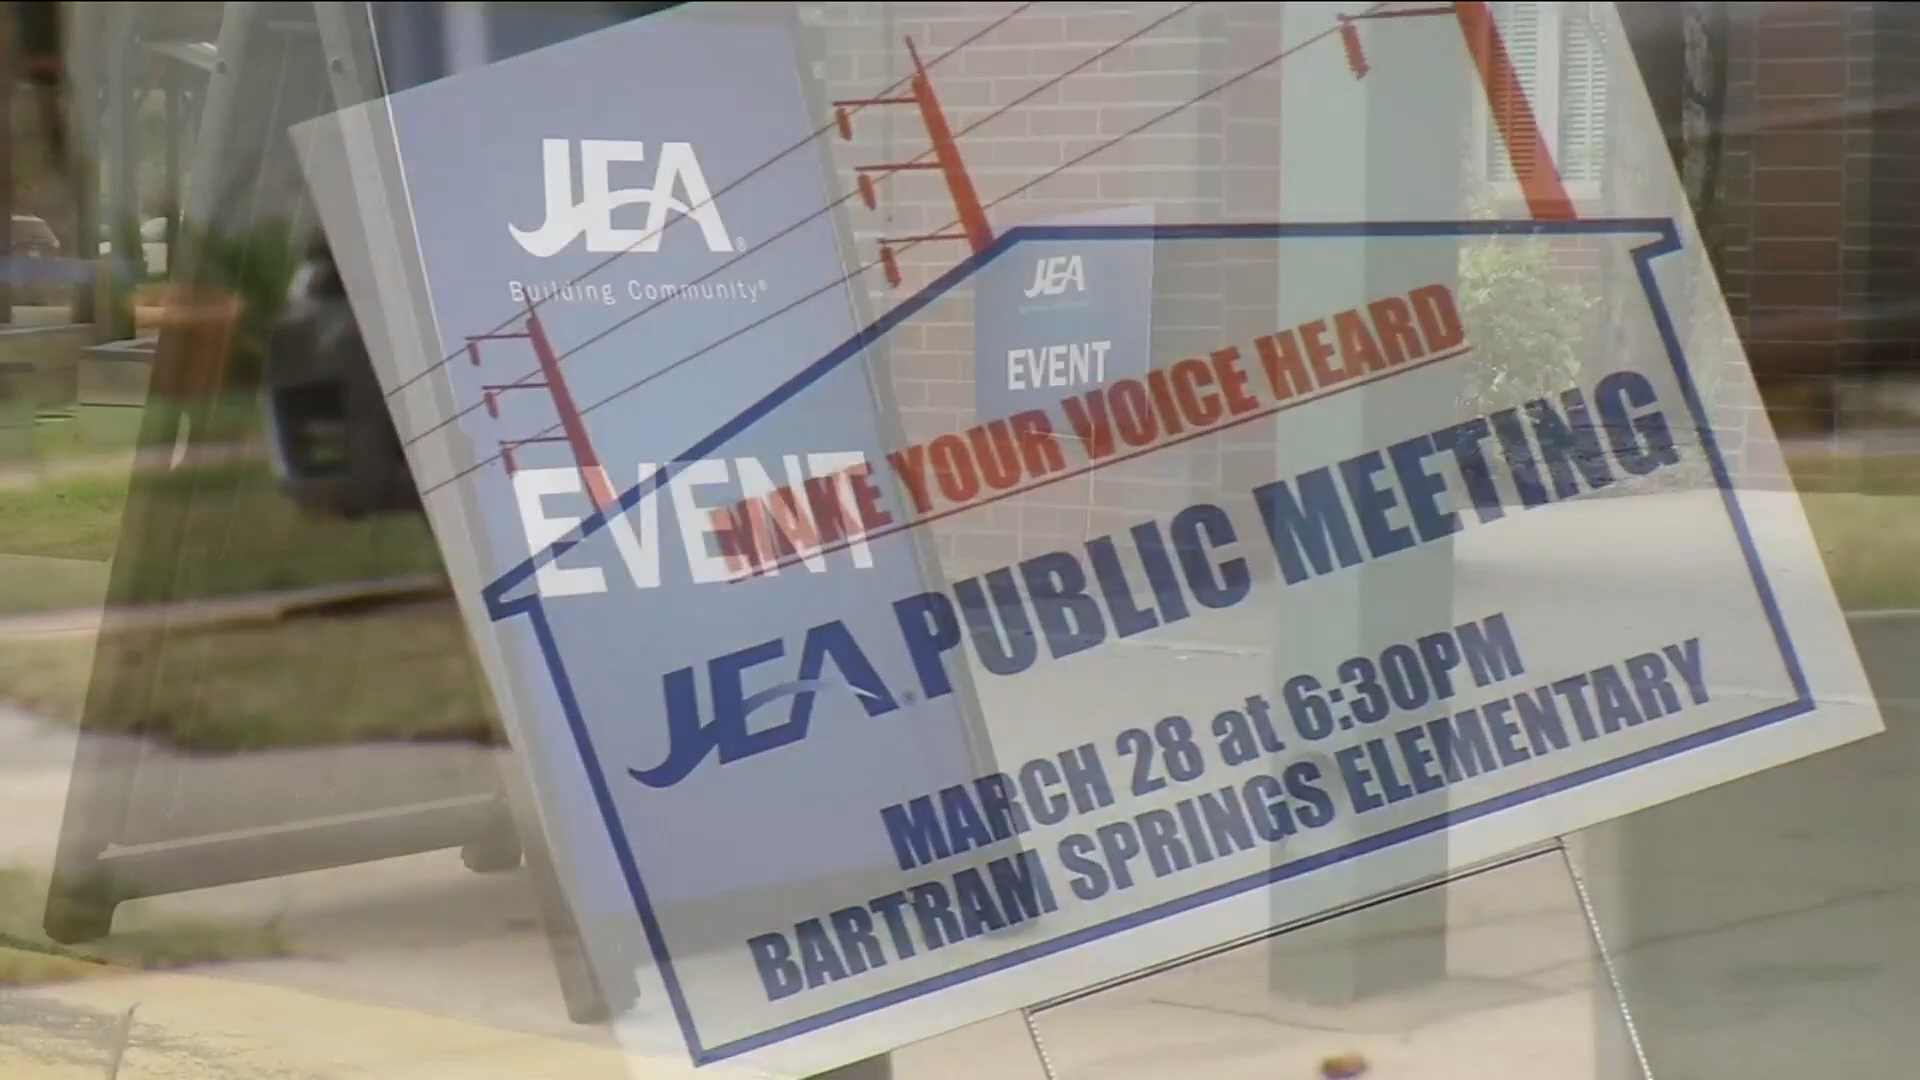 JEA®
Building Community®
EVENT
JEA
EVENT
MAKE YOUR VOICE HEARD
JEA® PUBLIC MEETING
MARCH 28 at 6:30PM
BARTRAM SPRINGS ELEMENTARY